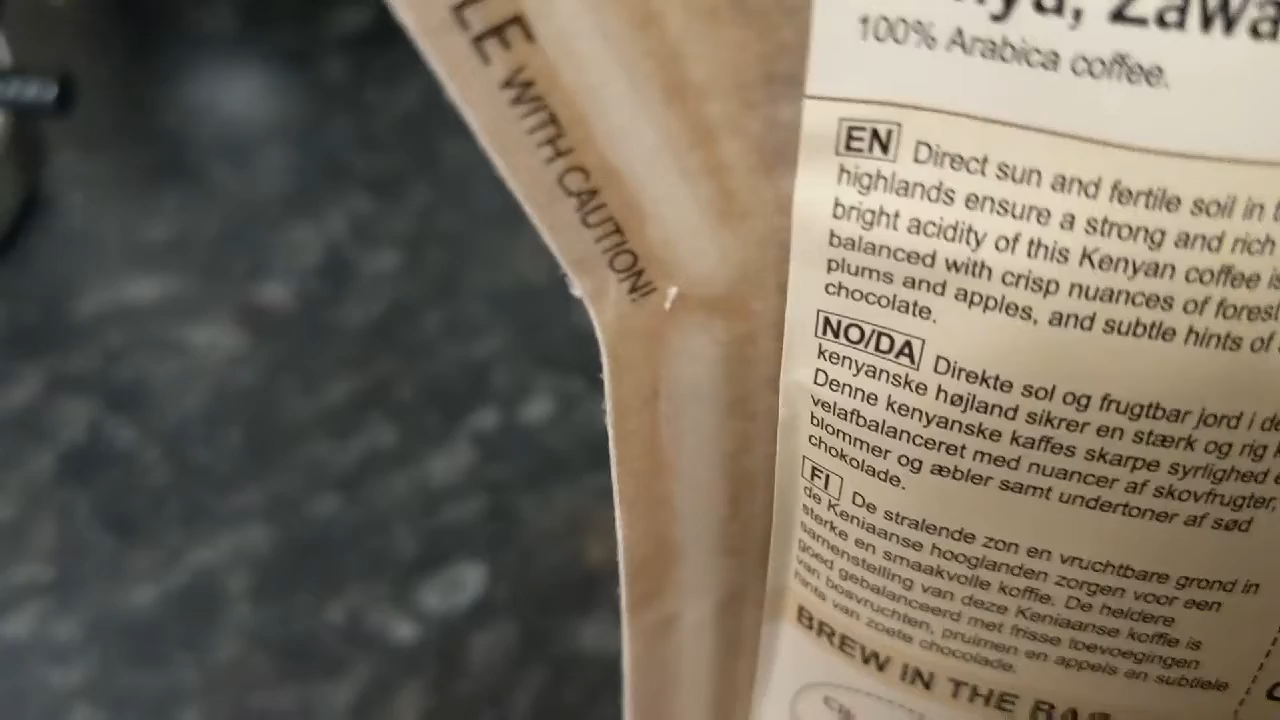 LE WITH CAUTION!
100% Arabica coffee.
EN Direct sun and fertile soil in
highlands ensure a strong and rich
bright acidity of this Kenyan coffee is
balanced with crisp nuances of forest
plums and apples, and subtle hints of
chocolate.
NO/DA Direkte sol og frugtbar jord i de
kenyanske højland sikrer en stærk og rig k
Denne kenyanske kaffes skarpe syrlighed e
velafbalanceret med nuancer af skovfrugter,
blommer og æbler samt undertoner af sød
chokolade.
FI De stralende zon en vruchtbare grond in
de Keniaanse hooglanden zorgen voor een
sterke en smaakvolle koffie. De heldere
samenstelling van deze Keniaanse koffie is
goed gebalanceerd met frisse toevoegingen
van bosvruchten, pruimen en appels en subtiele
hints van zoete chocolade.
BREW IN THE BAG